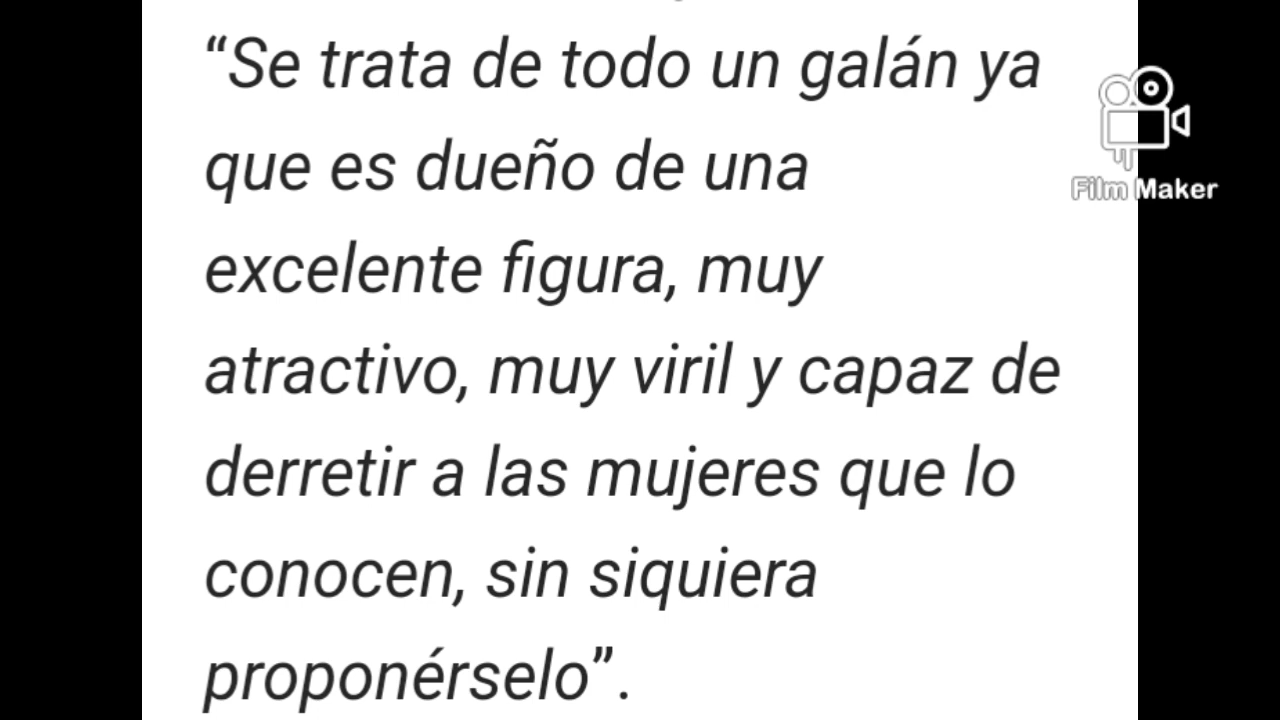 “Se trata de todo un galán ya
que es dueño de una
excelente figura, muy
atractivo, muy viril y capaz de
derretir a las mujeres que lo
conocen, sin siquiera
proponérselo”.
Film Maker